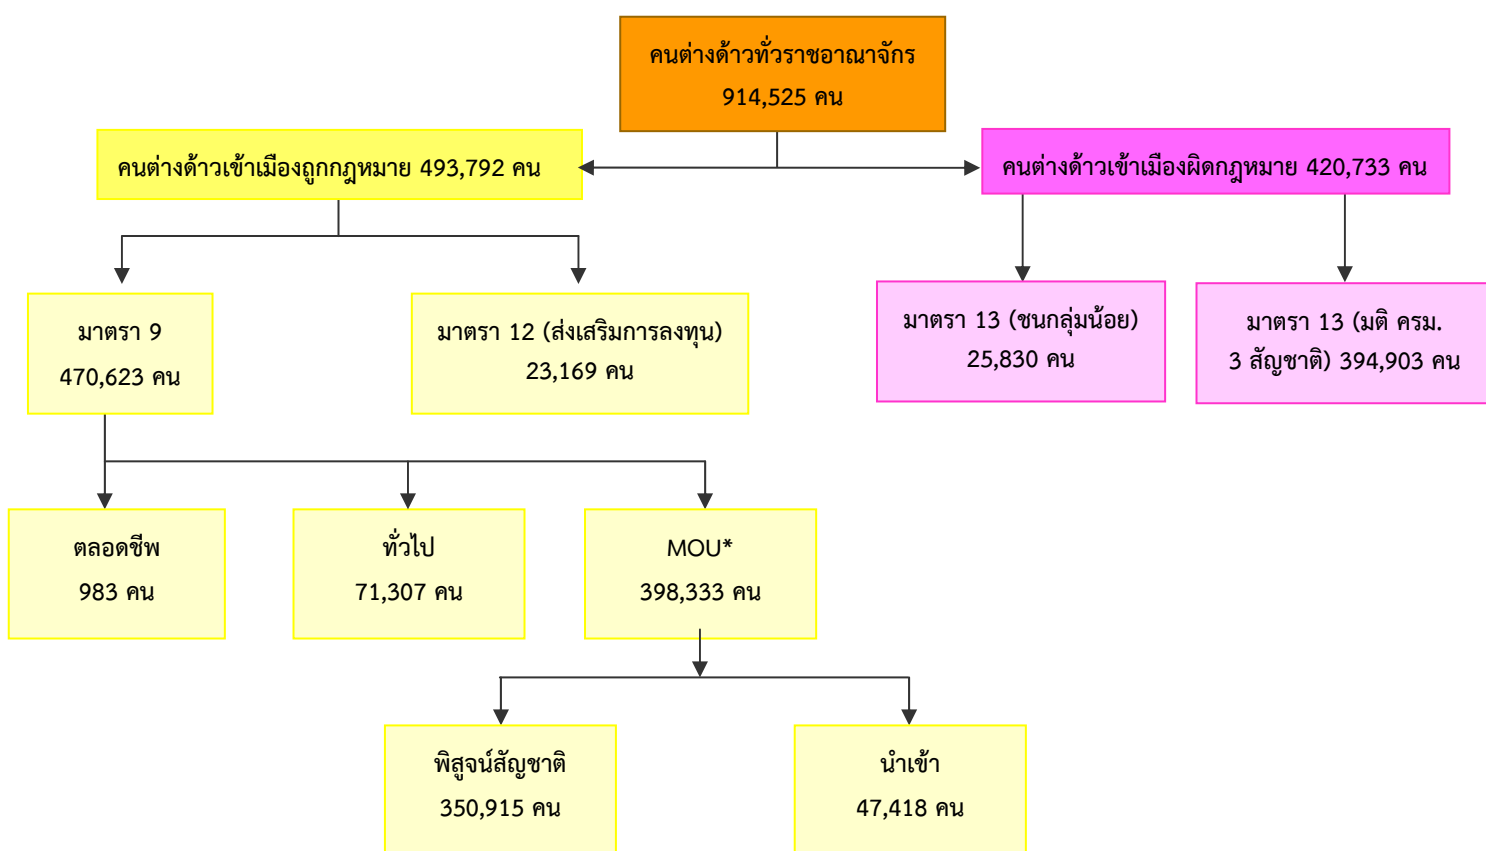 คนต่างด้าวทั่วราชอาณาจักร
914,525 คน
คนต่างด้าวเข้าเมืองถูกกฎหมาย 493,792 คน
คนต่างด้าวเข้าเมืองผิดกฎหมาย 420,733 คน
มาตรา 9
470,623 คน
มาตรา 12 (ส่งเสริมการลงทุน)
23,169 คน
มาตรา 13 (ชนกลุ่มน้อย)
25,830 คน
มาตรา 13 (มติ ครม.
3 สัญชาติ) 394,903 คน
ตลอดชีพ
983 คน
ทั่วไป
71,307 คน
MOU*
398,333 คน
พิสูจน์สัญชาติ
350,915 คน
นำเข้า
47,418 คน